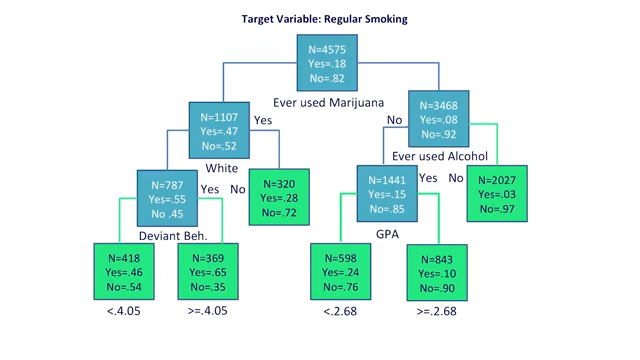 Target Variable: Regular Smoking
N=4575
Yes=.18
No=.82
Ever used Marijuana
N=1107
Yes=.47
No=.52
Yes
No
N=3468
Yes=.08
No=.92
White
Ever used Alcohol
N=787
Yes=.55
No .45
Yes
No
N=320
Yes=.28
No=.72
N=1441
Yes=.15
No=.85
Yes
No
N=2027
Yes=.03
No=.97
Deviant Beh.
GPA
N=418
Yes=.46
No=.54
N=369
Yes=.65
No=.35
N=598
Yes=.24
No=.76
N=843
Yes=.10
No=.90
<.4.05
>=.4.05
<.2.68
>=.2.68